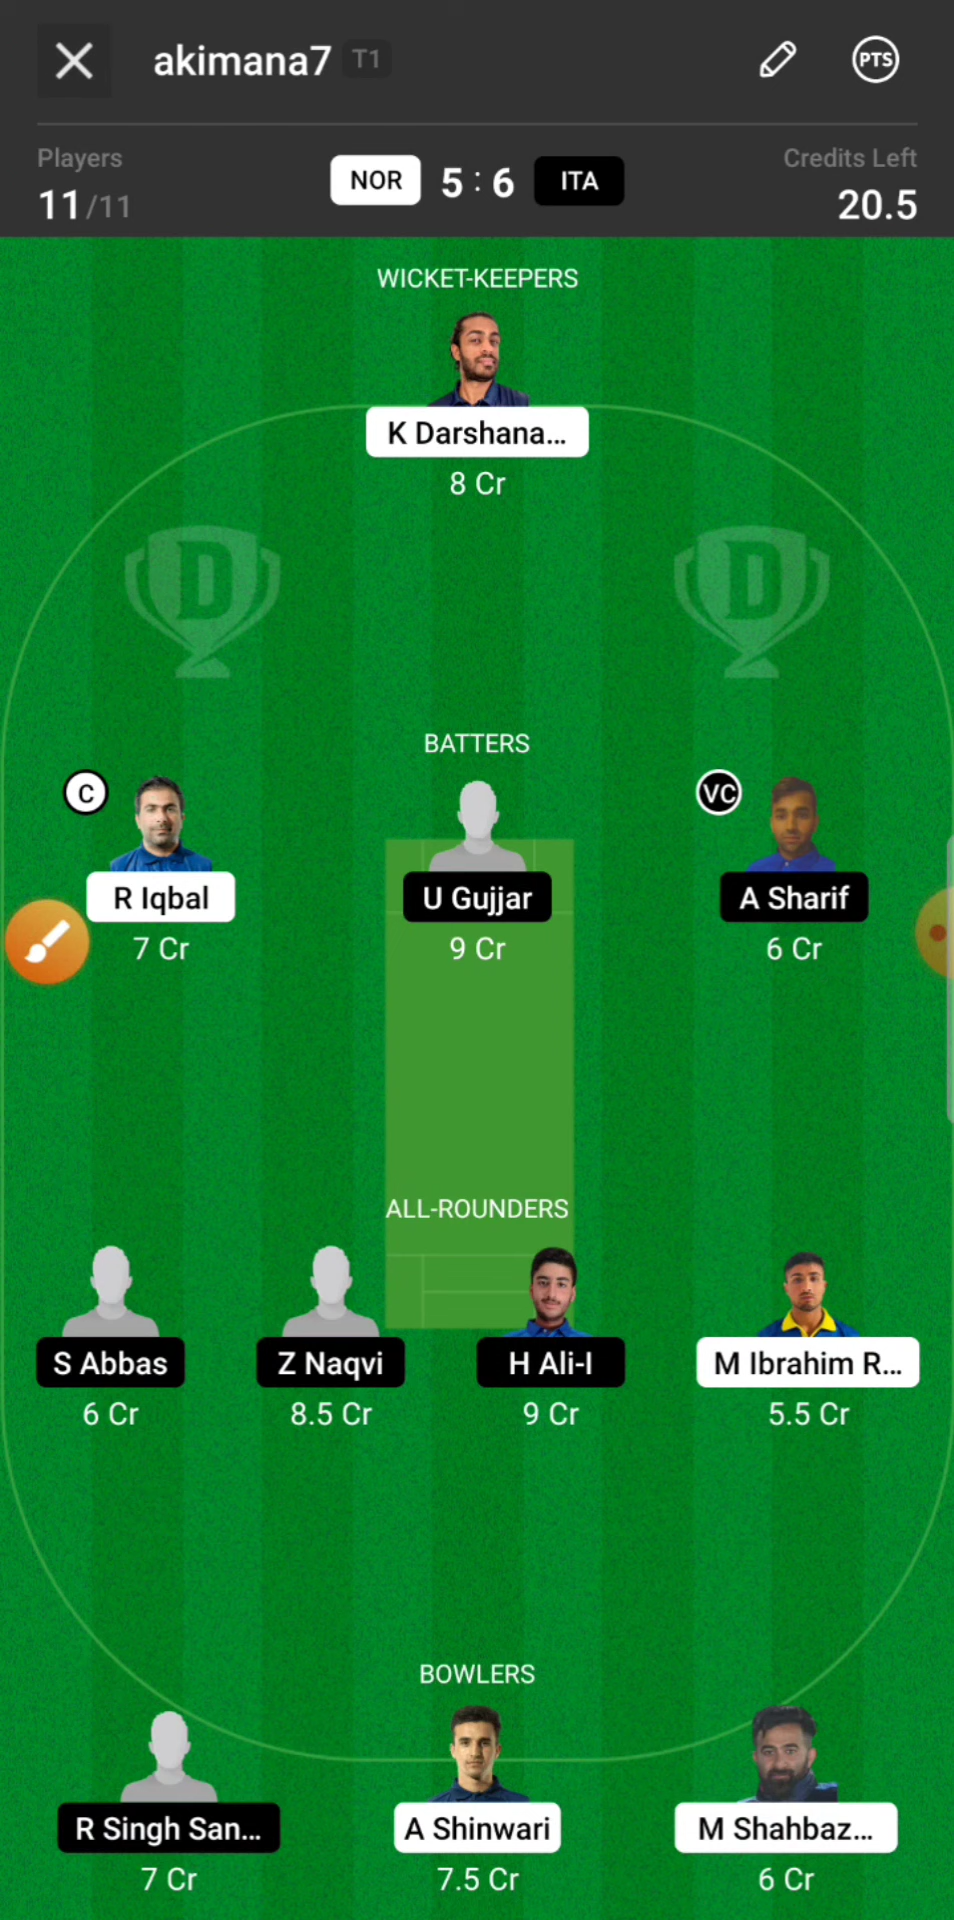 akimana7 T1 PTS
Players NOR 5 : 6 ITA Credits Left
11/11 20.5
WICKET-KEEPERS
K Darshana...
8 Cr
D D
BATTERS
C VC
R Iqbal U Gujjar A Sharif
7 Cr 9 Cr 6 Cr
ALL-ROUNDERS
S Abbas Z Naqvi H Ali-I M Ibrahim R...
6 Cr 8.5 Cr 9 Cr 5.5 Cr
BOWLERS
R Singh San... A Shinwari M Shahbaz...
7 Cr 7.5 Cr 6 Cr